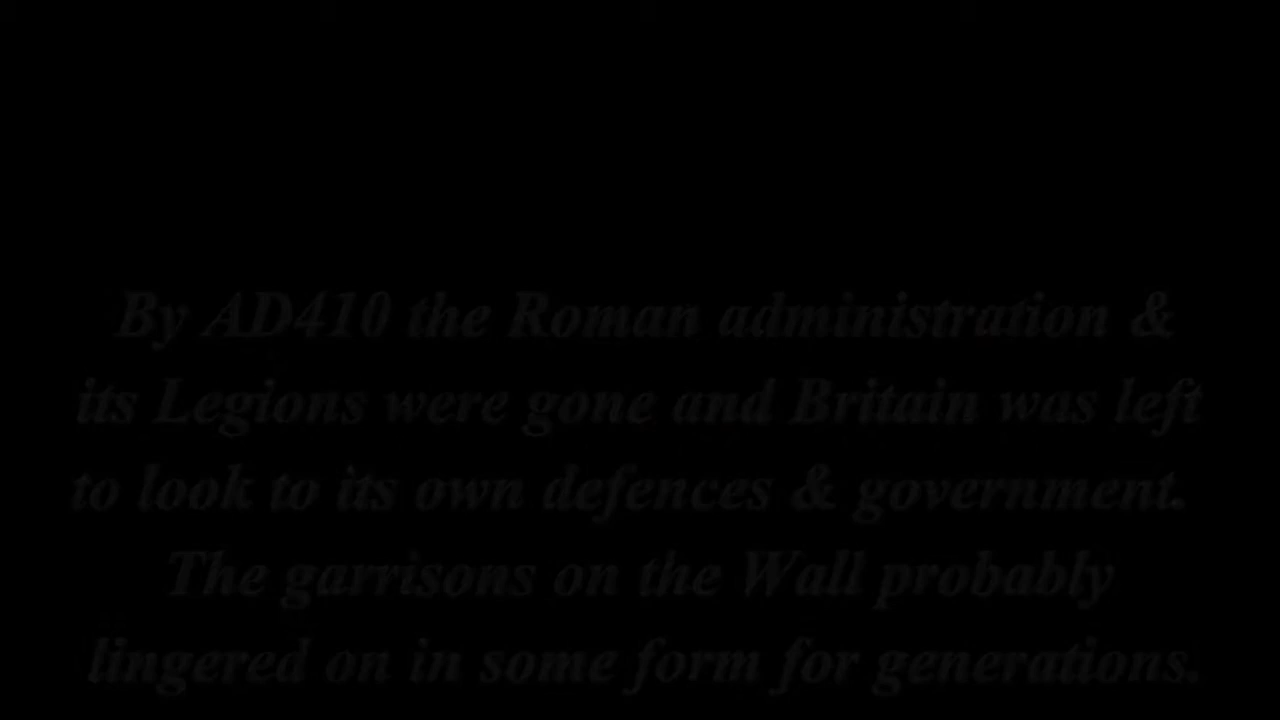 By AD410 the Roman administration &
its Legions were gone and Britain was left
to look to its own defences & government.
The garrisons on the Wall probably
lingered on in some form for generations.